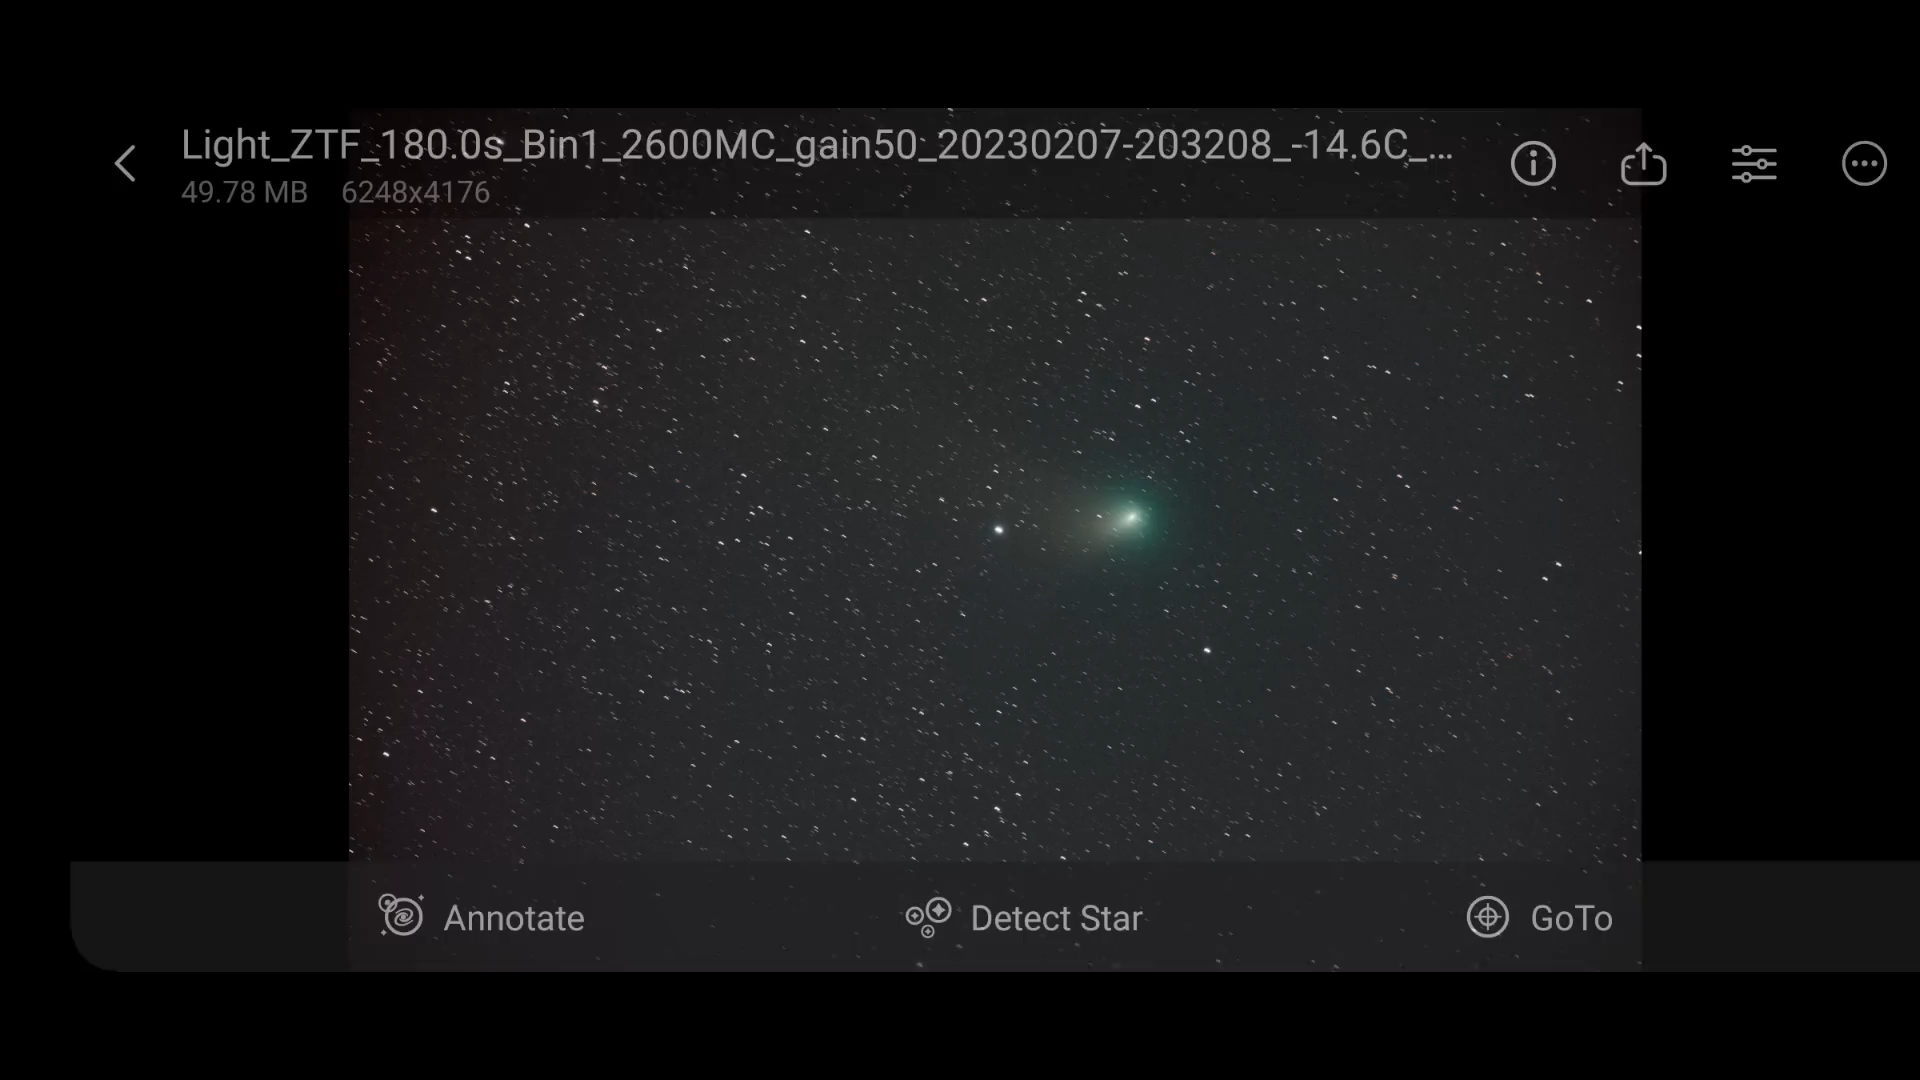 Light_ZTF_180.0s_Bin1_2600MC_gain50_20230207-203208_-14.6C_...
49.78 MB 6248x4176
Annotate Detect Star GoTo